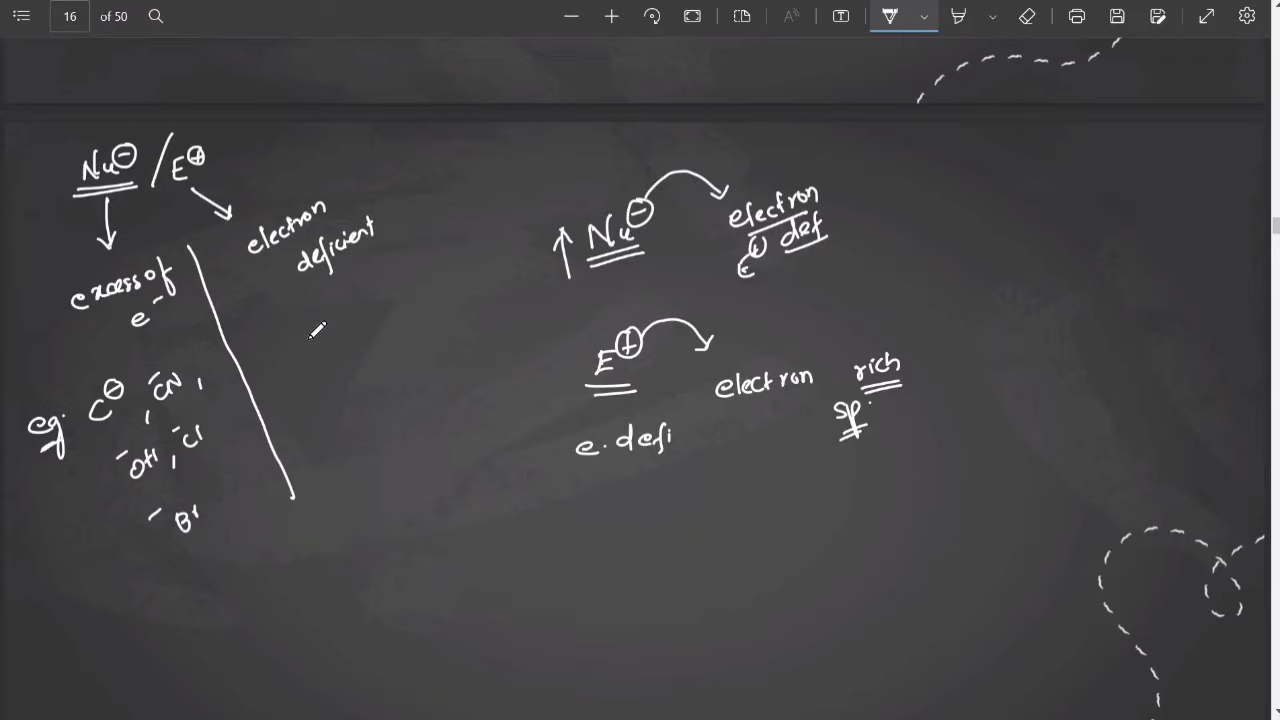 16 of 50
Nu⊖ / E⊕
excess of
e⁻
electron
deficient
eg. C⊖, ⁻CN,
⁻OH, ⁻Cl
⁻Br
↑ Nu⊖
electron
E⊕ def
E⊕
electron rich
sp.
e. defi